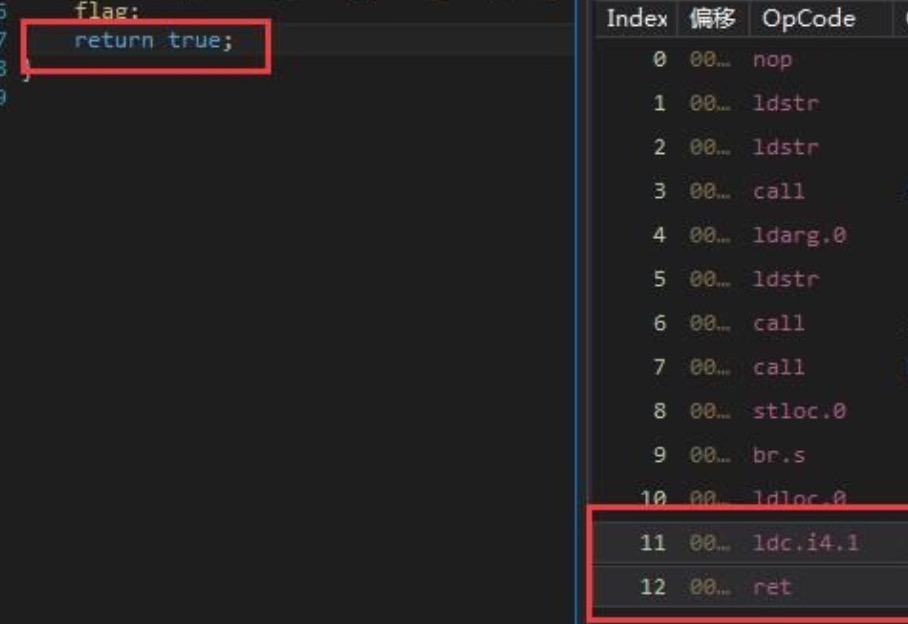 flag:
7 return true;
8 }
9
Index 偏移 OpCode
0 00… nop
1 00… ldstr
2 00… ldstr
3 00… call
4 00… ldarg.0
5 00… ldstr
6 00… call
7 00… call
8 00… stloc.0
9 00… br.s
10 00… ldloc.0
11 00… ldc.i4.1
12 00… ret